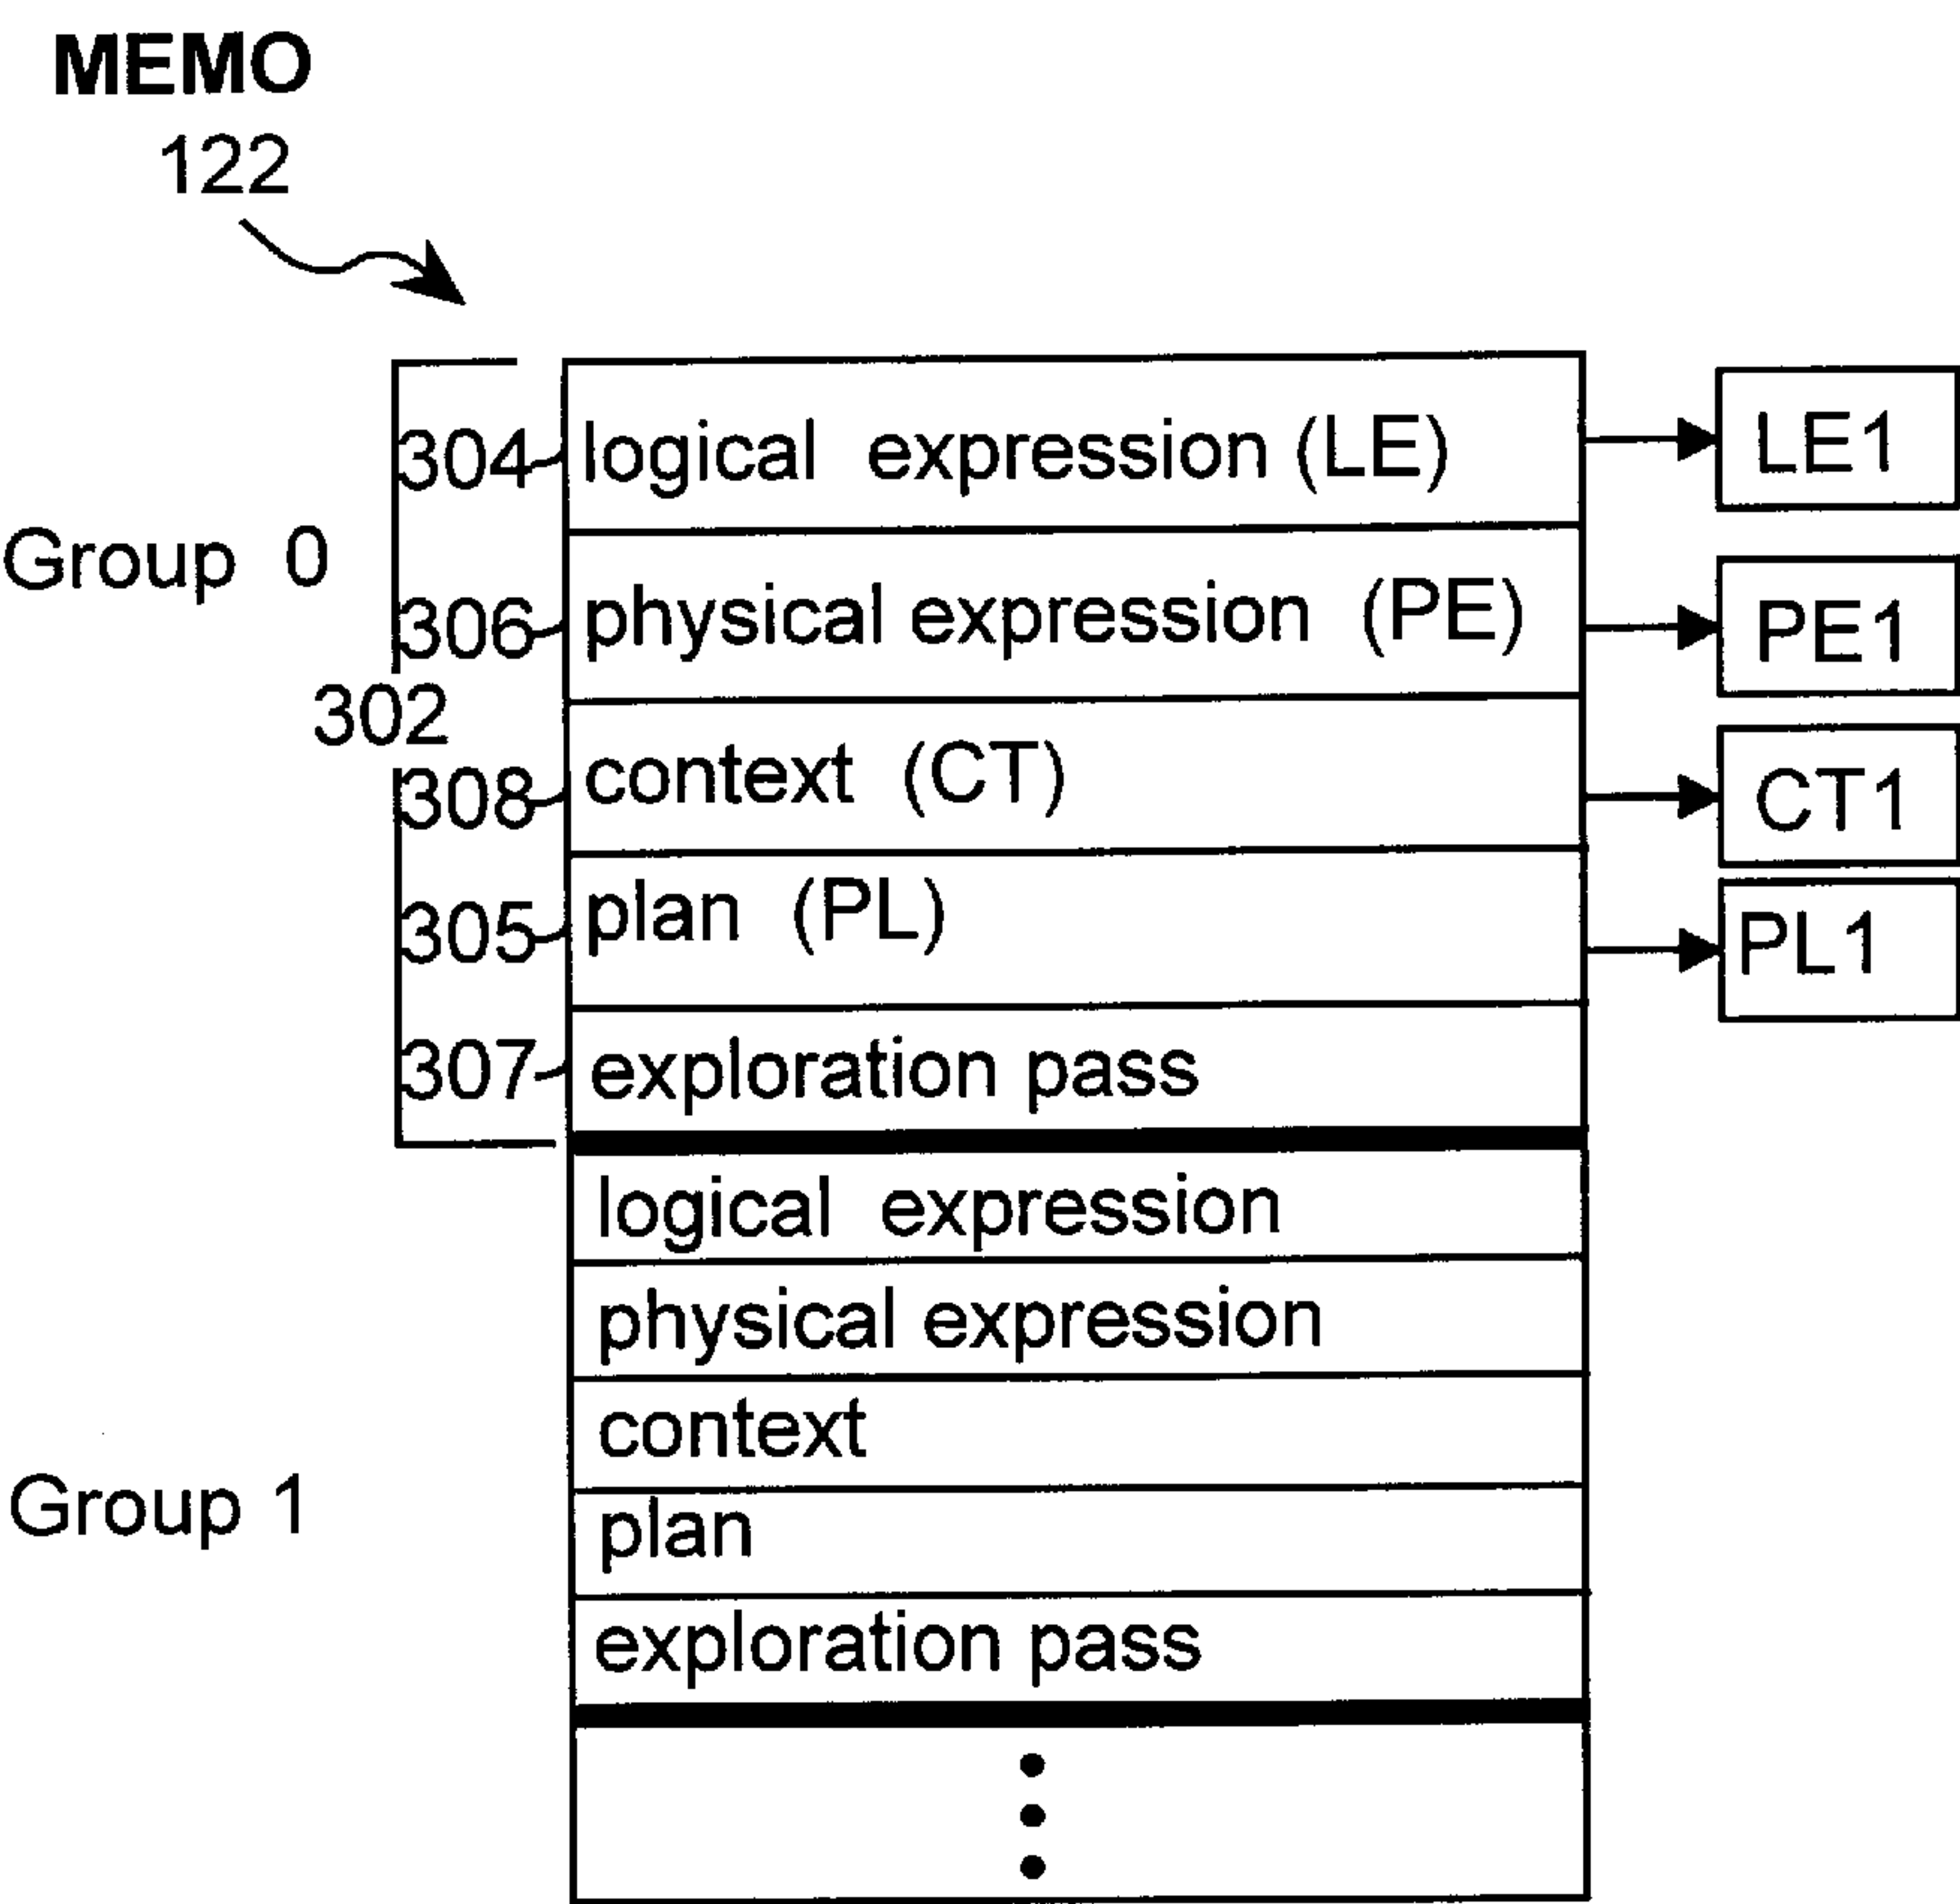 MEMO
122
304 logical expression (LE) LE1
Group 0
306 physical expression (PE) PE1
302
308 context (CT) CT1
305 plan (PL) PL1
307 exploration pass
logical expression
physical expression
context
Group 1
plan
exploration pass